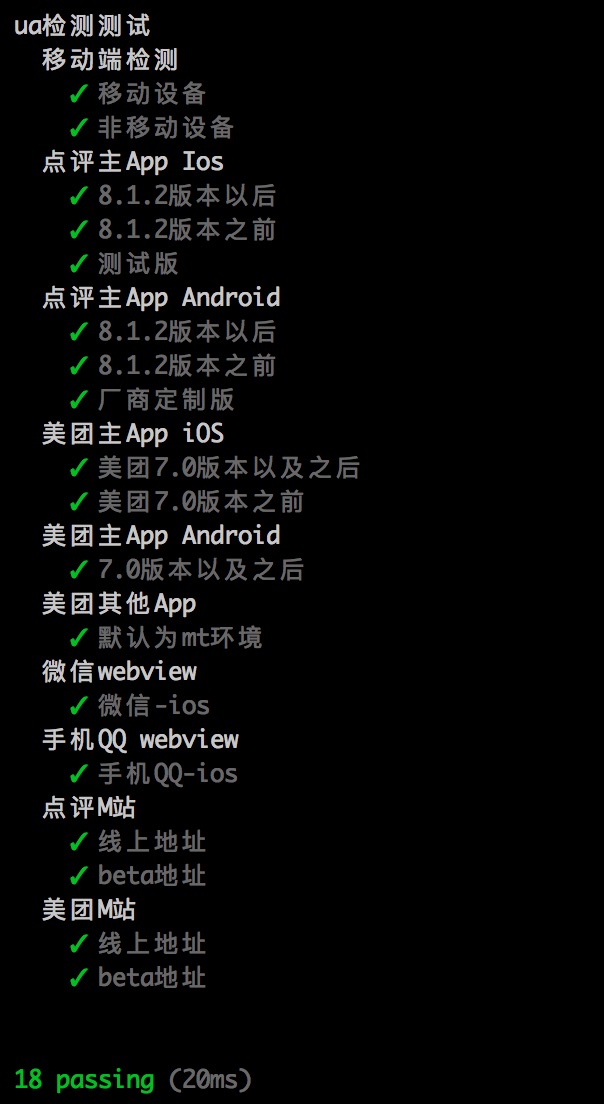 ua检测测试
移动端检测
✓ 移动设备
✓ 非移动设备
点评主App Ios
✓ 8.1.2版本以后
✓ 8.1.2版本之前
✓ 测试版
点评主App Android
✓ 8.1.2版本以后
✓ 8.1.2版本之前
✓ 厂商定制版
美团主App iOS
✓ 美团7.0版本以及之后
✓ 美团7.0版本之前
美团主App Android
✓ 7.0版本以及之后
美团其他App
✓ 默认为mt环境
微信webview
✓ 微信-ios
手机QQ webview
✓ 手机QQ-ios
点评M站
✓ 线上地址
✓ beta地址
美团M站
✓ 线上地址
✓ beta地址
18 passing (20ms)